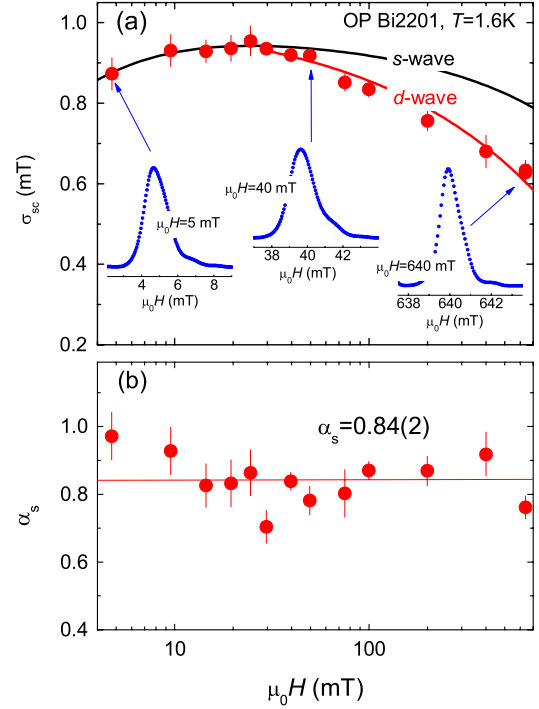 (a)
OP Bi2201, T=1.6K
s-wave
d-wave
σsc (mT)
1.0
0.8
0.6
0.4
0.2
μ0H=5 mT
4 6 8
μ0H (mT)
μ0H=40 mT
38 40 42
μ0H (mT)
μ0H=640 mT
638 640 642
μ0H (mT)
(b)
αs=0.84(2)
αs
1.0
0.8
0.6
0.4
10 100
μ0H (mT)